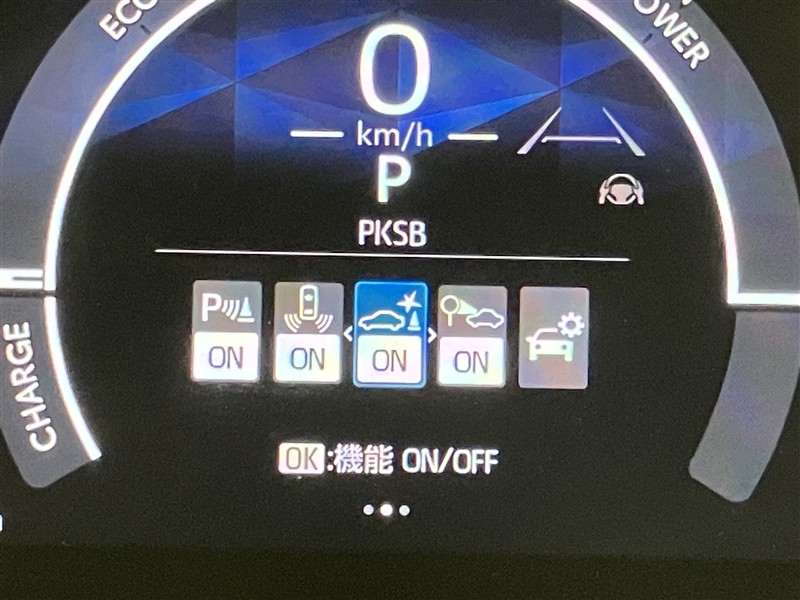 ECO
POWER
0
km/h
P
PKSB
P
ON
ON
ON
ON
CHARGE
OK:機能 ON/OFF